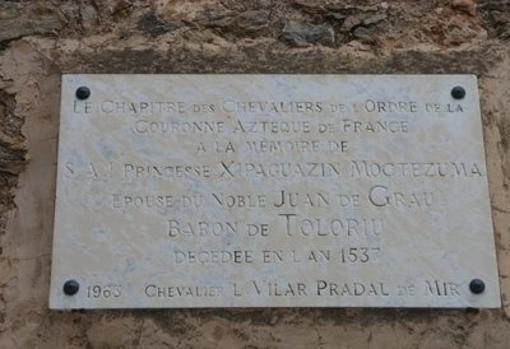 LE CHAPITRE DES CHEVALIERS DE L'ORDRE DE LA
COURONNE AZTEQUE DE FRANCE
A LA MÉMOIRE DE
S.A.I PRINCESSE XIPAGUAZIN MOCTEZUMA
EPOUSE DU NOBLE JUAN DE GRAU
BARON DE TOLORIU
DECEDEE EN L AN 1537
1963 CHEVALIER L VILAR PRADAL DE MIR